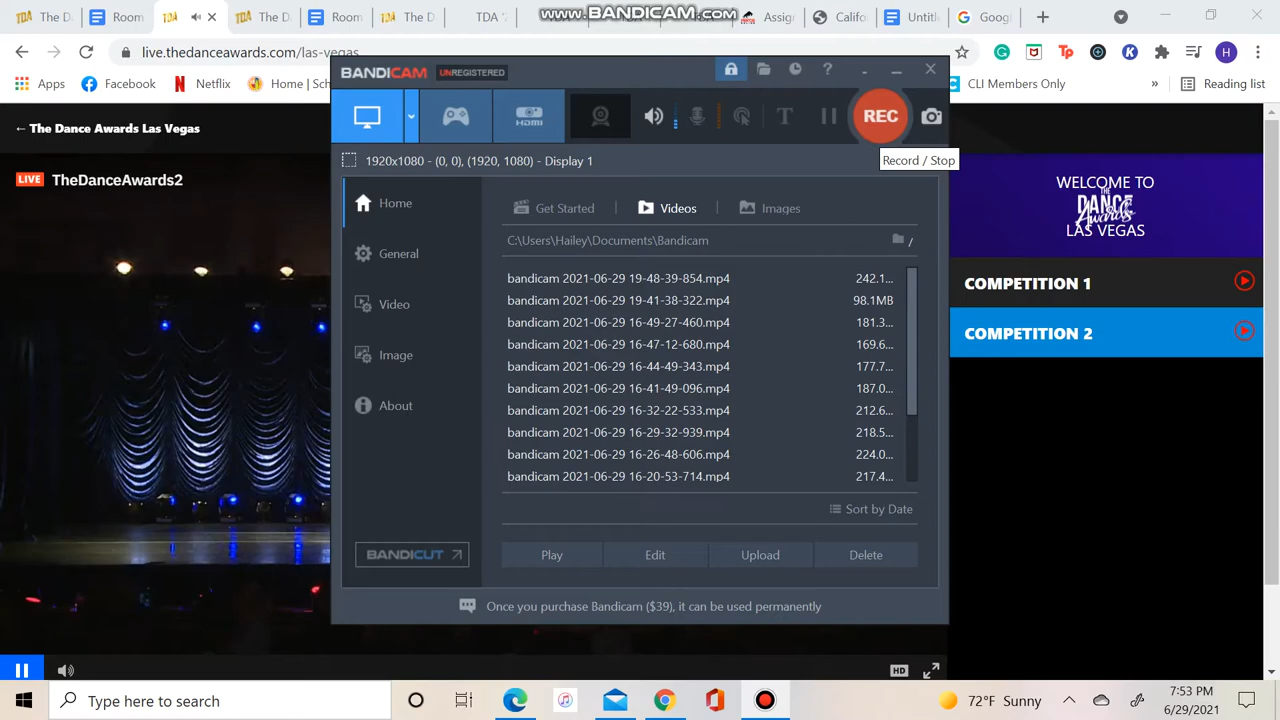 The D
Room
TDA
The D
Room
The D
TDA '
www.BANDICAM.com
Assig
Califo
Untitl
Googl
live.thedanceawards.com/las-vegas
H
Apps
Facebook
Netflix
Home | Sc
CLI Members Only
»
Reading list
← The Dance Awards Las Vegas
LIVE
TheDanceAwards2
BANDICAM
UNREGISTERED
HDMI
REC
1920x1080 - (0, 0), (1920, 1080) - Display 1
Record / Stop
Home
General
Video
Image
About
BANDICUT
Get Started
Videos
Images
C:\Users\Hailey\Documents\Bandicam
bandicam 2021-06-29 19-48-39-854.mp4 242.1...
bandicam 2021-06-29 19-41-38-322.mp4 98.1MB
bandicam 2021-06-29 16-49-27-460.mp4 181.3...
bandicam 2021-06-29 16-47-12-680.mp4 169.6...
bandicam 2021-06-29 16-44-49-343.mp4 177.7...
bandicam 2021-06-29 16-41-49-096.mp4 187.0...
bandicam 2021-06-29 16-32-22-533.mp4 212.6...
bandicam 2021-06-29 16-29-32-939.mp4 218.5...
bandicam 2021-06-29 16-26-48-606.mp4 224.0...
bandicam 2021-06-29 16-20-53-714.mp4 217.4...
Sort by Date
Play Edit Upload Delete
Once you purchase Bandicam ($39), it can be used permanently
WELCOME TO
THE
DANCE
Awards
LAS VEGAS
COMPETITION 1
COMPETITION 2
HD
Type here to search
72°F Sunny
7:53 PM
6/29/2021